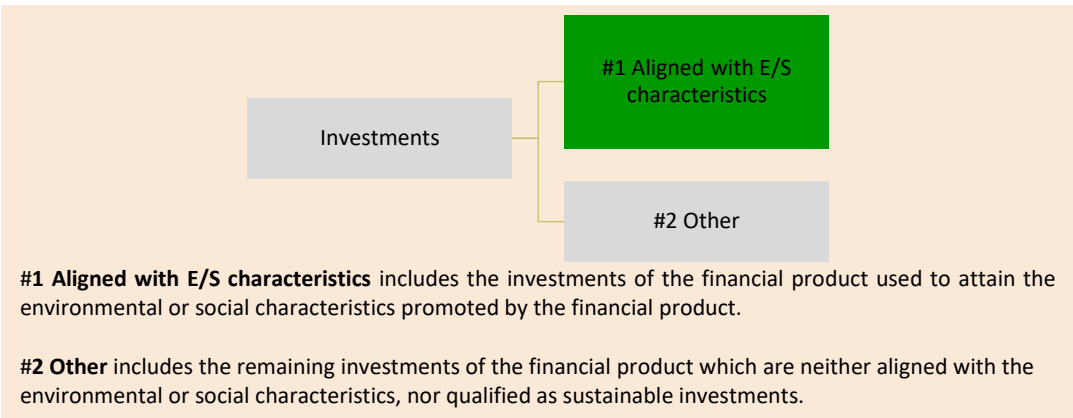 #1 Aligned with E/S
characteristics
Investments
#2 Other
#1 Aligned with E/S characteristics includes the investments of the financial product used to attain the
environmental or social characteristics promoted by the financial product.
#2 Other includes the remaining investments of the financial product which are neither aligned with the
environmental or social characteristics, nor qualified as sustainable investments.